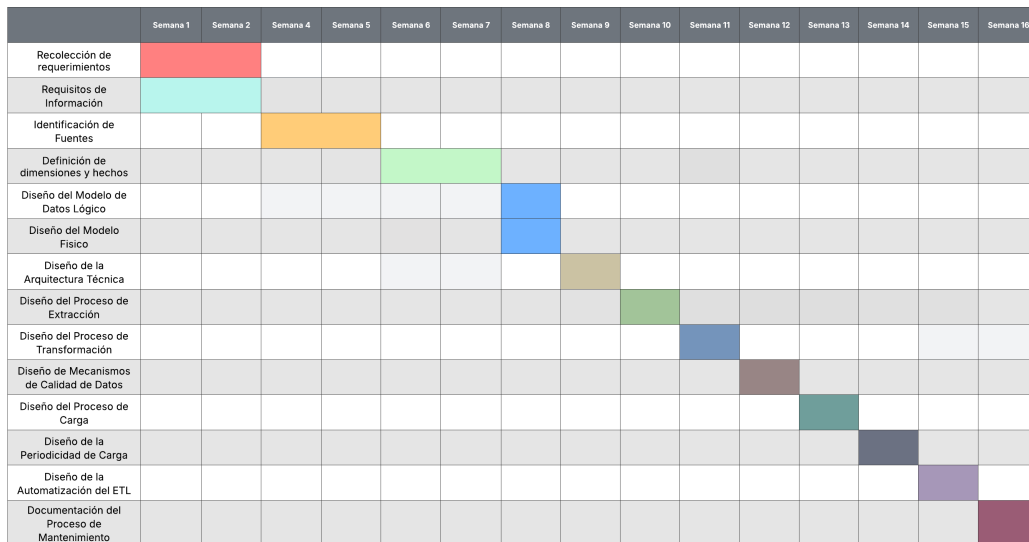 Semana 1 Semana 2 Semana 4 Semana 5 Semana 6 Semana 7 Semana 8 Semana 9 Semana 10 Semana 11 Semana 12 Semana 13 Semana 14 Semana 15 Semana 16
Recolección de
requerimientos
Requisitos de
Información
Identificación de
Fuentes
Definición de
dimensiones y hechos
Diseño del Modelo de
Datos Lógico
Diseño del Modelo
Fisico
Diseño de la
Arquitectura Técnica
Diseño del Proceso de
Extracción
Diseño del Proceso de
Transformación
Diseño de Mecanismos
de Calidad de Datos
Diseño del Proceso de
Carga
Diseño de la
Periodicidad de Carga
Diseño de la
Automatización del ETL
Documentación del
Proceso de
Mantenimiento